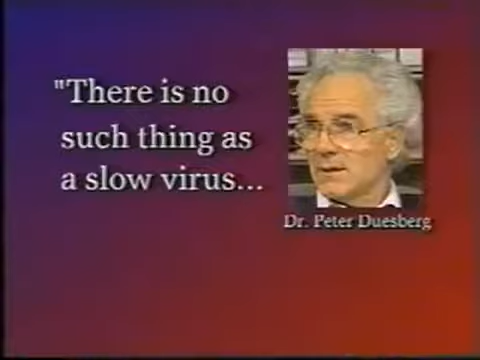 "There is no
such thing as
a slow virus...
Dr. Peter Duesberg